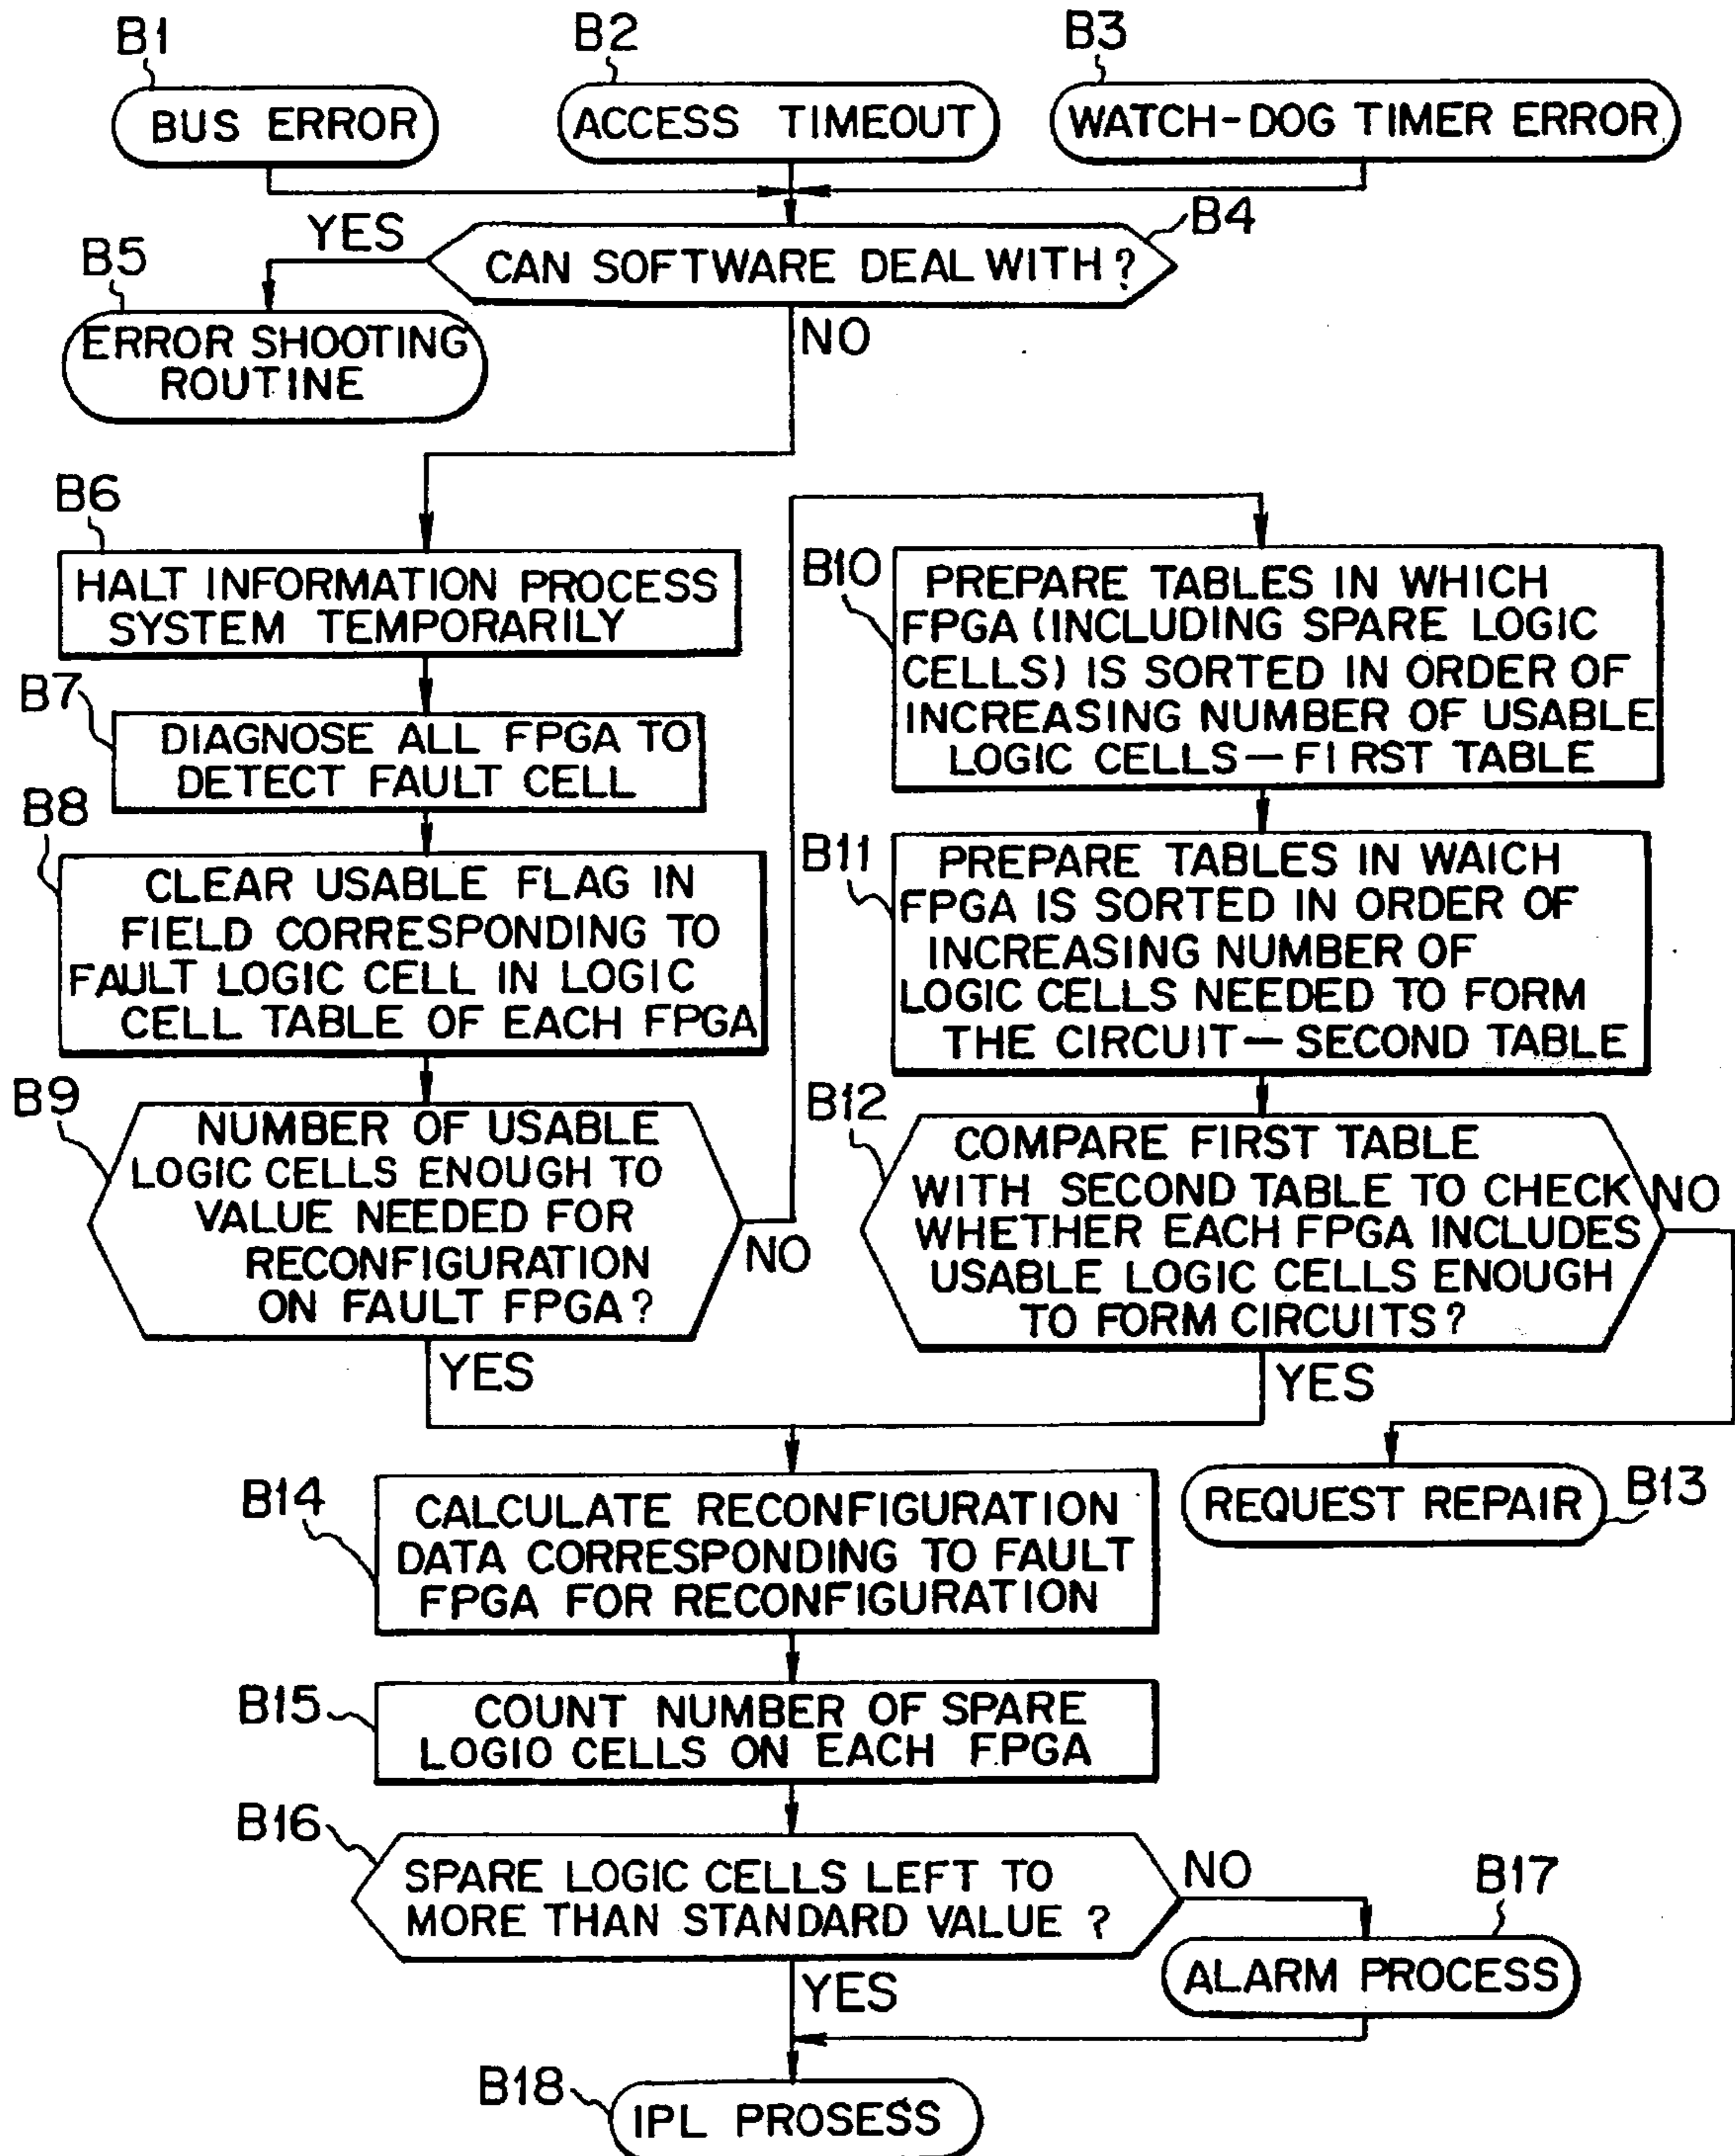 B1
BUS ERROR
B2
ACCESS TIMEOUT
B3
WATCH-DOG TIMER ERROR
B4
CAN SOFTWARE DEAL WITH?
YES
NO
B5
ERROR SHOOTING
ROUTINE
B6
HALT INFORMATION PROCESS
SYSTEM TEMPORARILY
B7
DIAGNOSE ALL FPGA TO
DETECT FAULT CELL
B8
CLEAR USABLE FLAG IN
FIELD CORRESPONDING TO
FAULT LOGIC CELL IN LOGIC
CELL TABLE OF EACH FPGA
B9
NUMBER OF USABLE
LOGIC CELLS ENOUGH TO
VALUE NEEDED FOR
RECONFIGURATION
ON FAULT FPGA?
NO
YES
B10
PREPARE TABLES IN WHICH
FPGA (INCLUDING SPARE LOGIC
CELLS) IS SORTED IN ORDER OF
INCREASING NUMBER OF USABLE
LOGIC CELLS — FIRST TABLE
B11
PREPARE TABLES IN WAICH
FPGA IS SORTED IN ORDER OF
INCREASING NUMBER OF
LOGIC CELLS NEEDED TO FORM
THE CIRCUIT — SECOND TABLE
B12
COMPARE FIRST TABLE
WITH SECOND TABLE TO CHECK
WHETHER EACH FPGA INCLUDES
USABLE LOGIC CELLS ENOUGH
TO FORM CIRCUITS?
NO
YES
REQUEST REPAIR
B13
B14
CALCULATE RECONFIGURATION
DATA CORRESPONDING TO FAULT
FPGA FOR RECONFIGURATION
B15
COUNT NUMBER OF SPARE
LOGIO CELLS ON EACH F.PGA
B16
SPARE LOGIC CELLS LEFT TO
MORE THAN STANDARD VALUE ?
NO
YES
B17
ALARM PROCESS
B18
IPL PROSESS